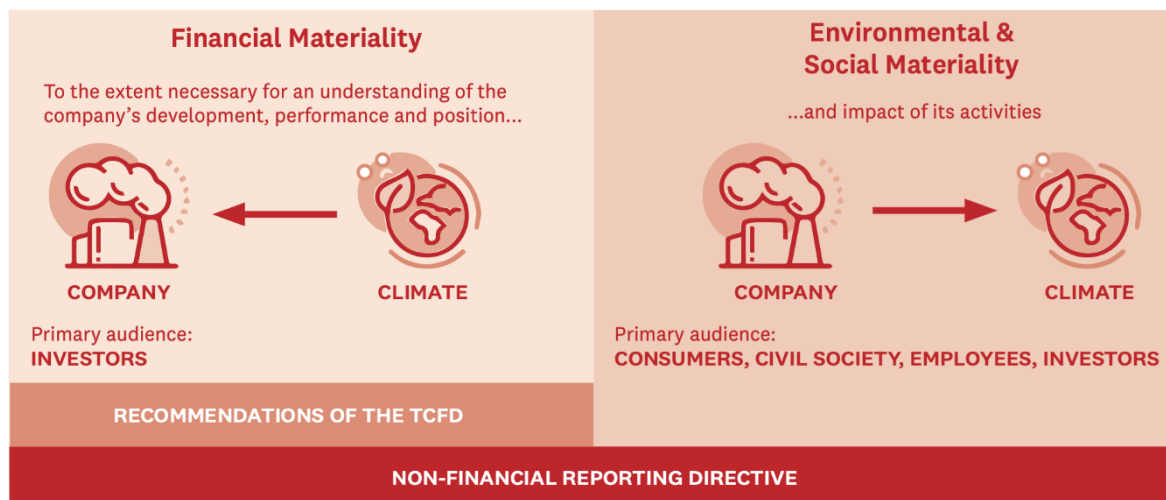 Financial Materiality
To the extent necessary for an understanding of the
company’s development, performance and position...
COMPANY
CLIMATE
Primary audience:
INVESTORS
RECOMMENDATIONS OF THE TCFD
Environmental &
Social Materiality
...and impact of its activities
COMPANY
CLIMATE
Primary audience:
CONSUMERS, CIVIL SOCIETY, EMPLOYEES, INVESTORS
NON-FINANCIAL REPORTING DIRECTIVE